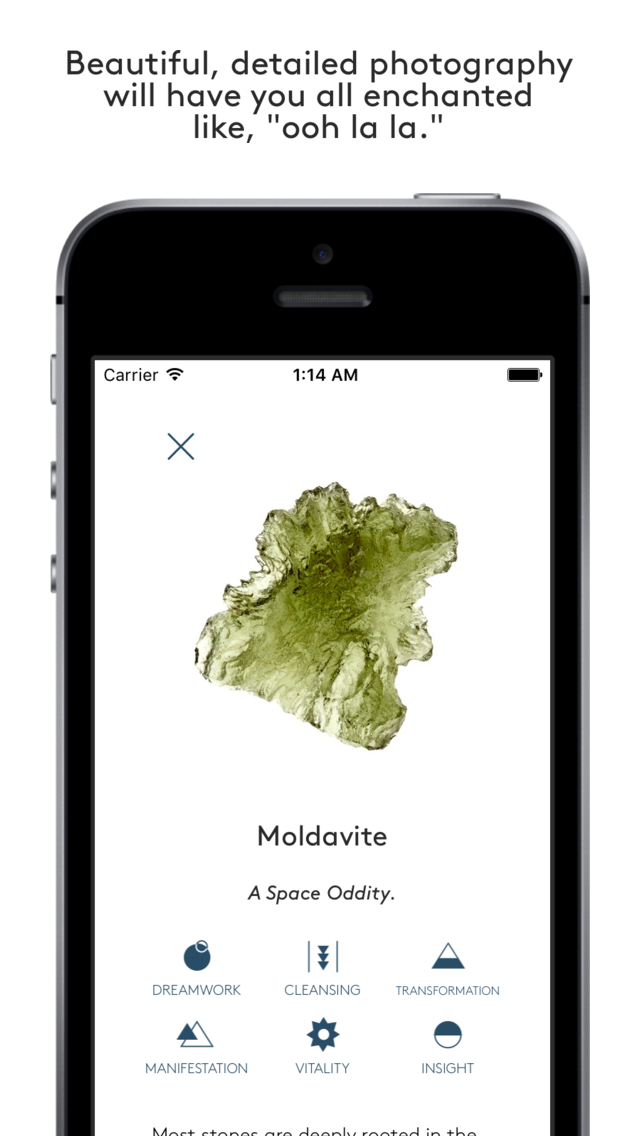 Beautiful, detailed photography
will have you all enchanted
like, "ooh la la."
Carrier 1:14 AM
Moldavite
A Space Oddity.
DREAMWORK CLEANSING TRANSFORMATION
MANIFESTATION VITALITY INSIGHT
Most stones are deeply rooted in the